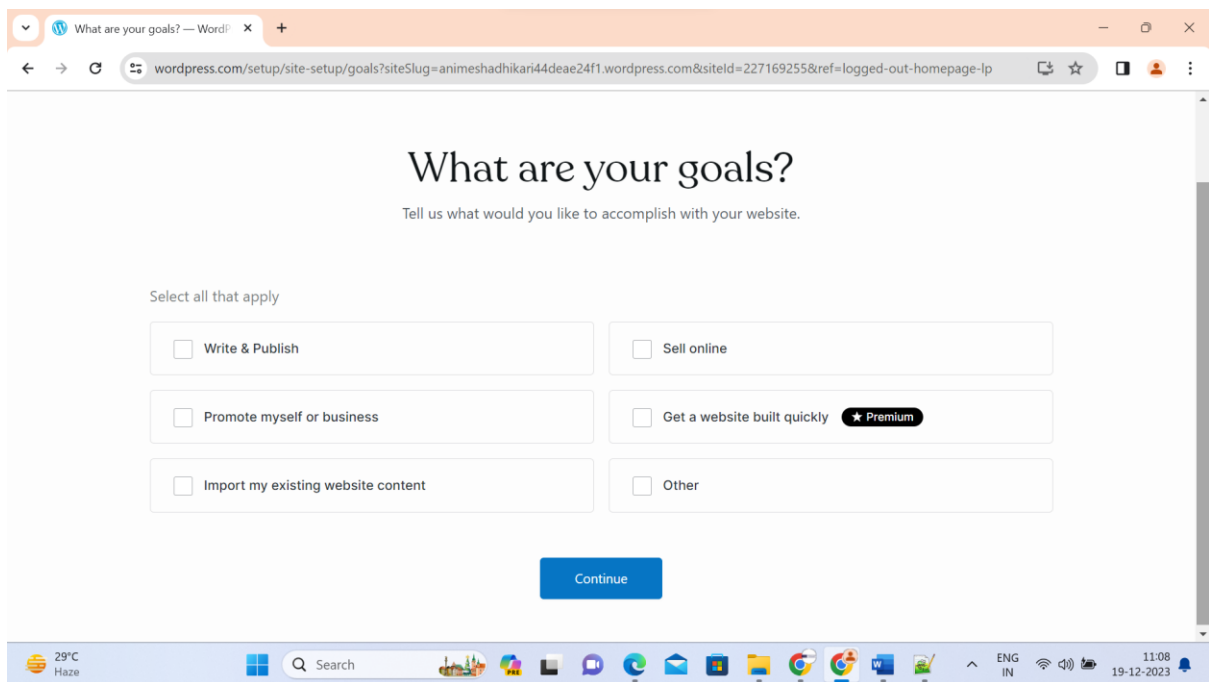 What are your goals? — WordP
wordpress.com/setup/site-setup/goals?siteSlug=animeshadhikari44deae24f1.wordpress.com&siteId=227169255&ref=logged-out-homepage-lp
What are your goals?
Tell us what would you like to accomplish with your website.
Select all that apply
Write & Publish
Sell online
Promote myself or business
Get a website built quickly
★ Premium
Import my existing website content
Other
Continue
29°C
Haze
Search
PRE
W
ENG
IN
11:08
19-12-2023